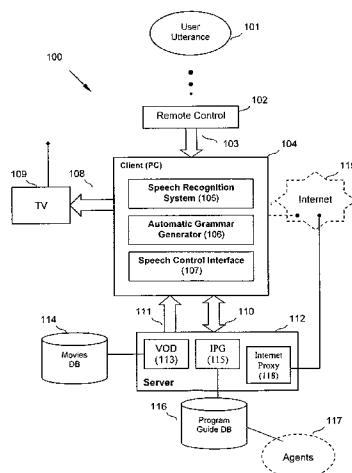 User
Utterance
101
100
Remote Control
102
103
104
Client (PC)
108
109
TV
Speech Recognition
System (105)
Automatic Grammar
Generator (106)
Speech Control Interface
(107)
Internet
111
110
112
114
Movies
DB
VOD
(113)
IPG
(115)
Internet
Proxy
(118)
Server
116
Program
Guide DB
117
Agents